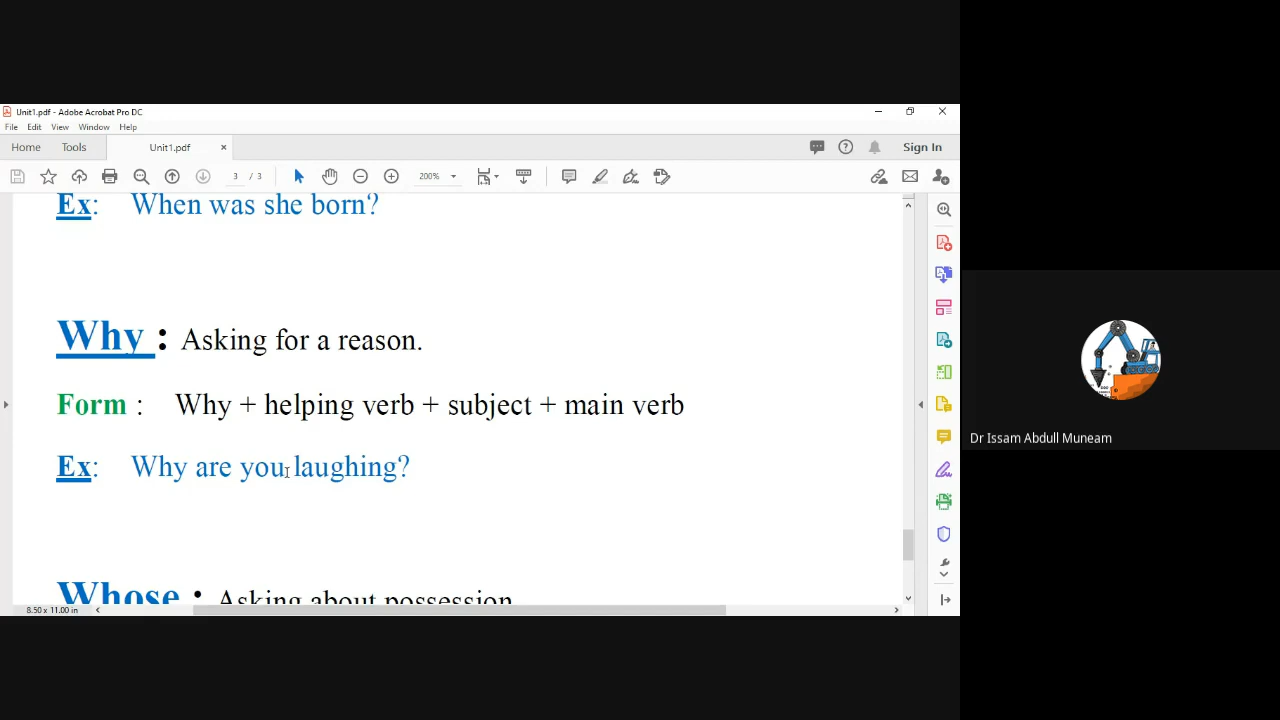 Unit1.pdf - Adobe Acrobat Pro DC
File Edit View Window Help
Home Tools Unit1.pdf × Sign In
3 / 3 200%
Ex: When was she born?
Why : Asking for a reason.
Form : Why + helping verb + subject + main verb
Ex: Why are you laughing?
Whose : Asking about possession
8.50 x 11.00 in
Dr Issam Abdull Muneam